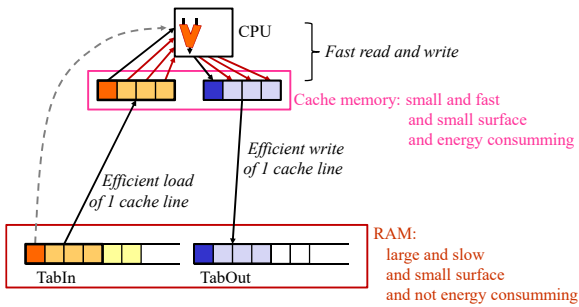 CPU
Fast read and write
Cache memory: small and fast
and small surface
and energy consumming
Efficient load
of 1 cache line
Efficient write
of 1 cache line
RAM:
large and slow
and small surface
and not energy consumming
TabIn
TabOut